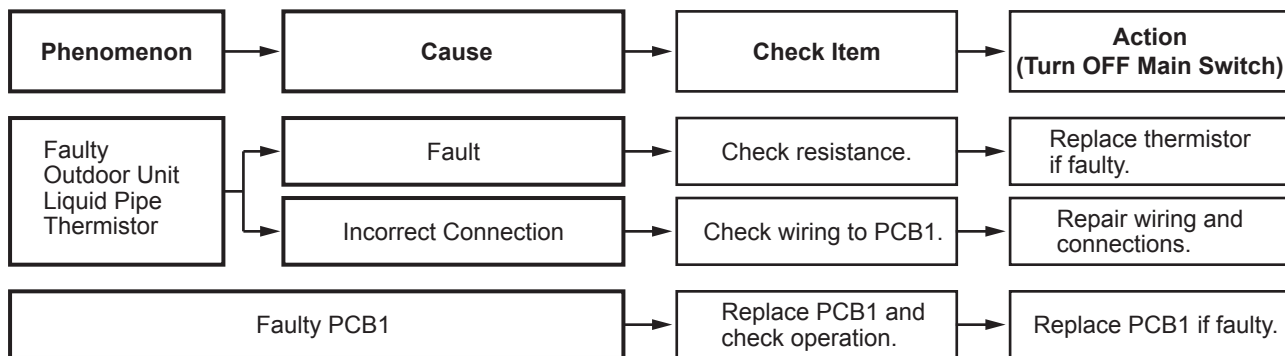 Phenomenon
Cause
Check Item
Action
(Turn OFF Main Switch)
Faulty
Outdoor Unit
Liquid Pipe
Thermistor
Fault
Check resistance.
Replace thermistor
if faulty.
Incorrect Connection
Check wiring to PCB1.
Repair wiring and
connections.
Faulty PCB1
Replace PCB1 and
check operation.
Replace PCB1 if faulty.